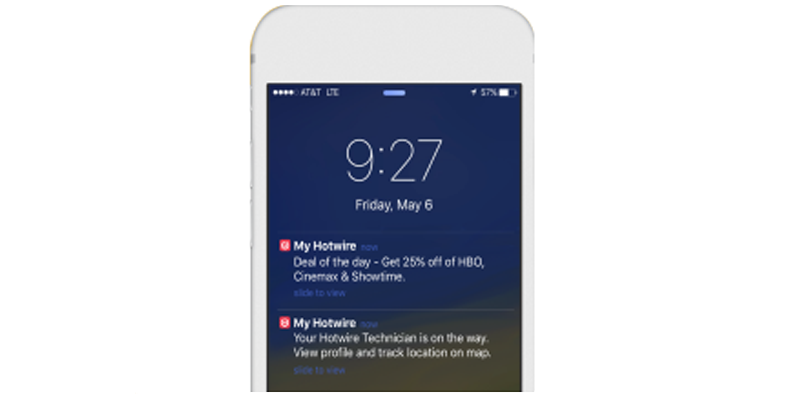 AT&T LTE
57%
9:27
Friday, May 6
My Hotwire now
Deal of the day - Get 25% off of HBO,
Cinemax & Showtime.
slide to view
My Hotwire now
Your Hotwire Technician is on the way.
View profile and track location on map.
slide to view